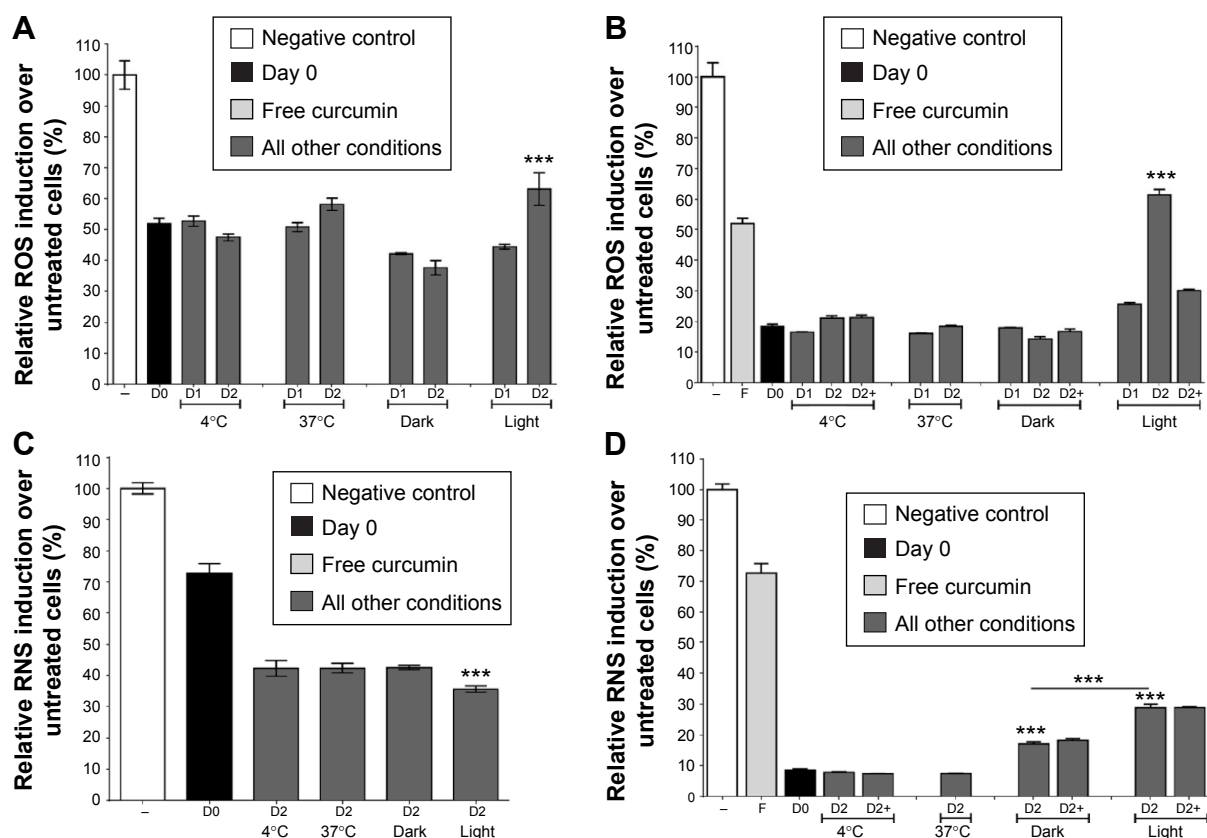 A
Relative ROS induction over
untreated cells (%)
110
100
90
80
70
60
50
40
30
20
10
0
Negative control
Day 0
Free curcumin
All other conditions
***
– D0 D1 D2 D1 D2 D1 D2 D1 D2
4°C 37°C Dark Light
B
Relative ROS induction over
untreated cells (%)
110
100
90
80
70
60
50
40
30
20
10
0
Negative control
Day 0
Free curcumin
All other conditions
***
– F D0 D1 D2 D2+ D1 D2 D1 D2 D2+ D1 D2 D2+
4°C 37°C Dark Light
C
Relative RNS induction over
untreated cells (%)
110
100
90
80
70
60
50
40
30
20
10
0
Negative control
Day 0
Free curcumin
All other conditions
***
– D0 D2 D2 D2 D2
4°C 37°C Dark Light
D
Relative RNS induction over
untreated cells (%)
110
100
90
80
70
60
50
40
30
20
10
0
Negative control
Day 0
Free curcumin
All other conditions
***
***
***
– F D0 D2 D2+ D2 D2 D2+ D2 D2+
4°C 37°C Dark Light